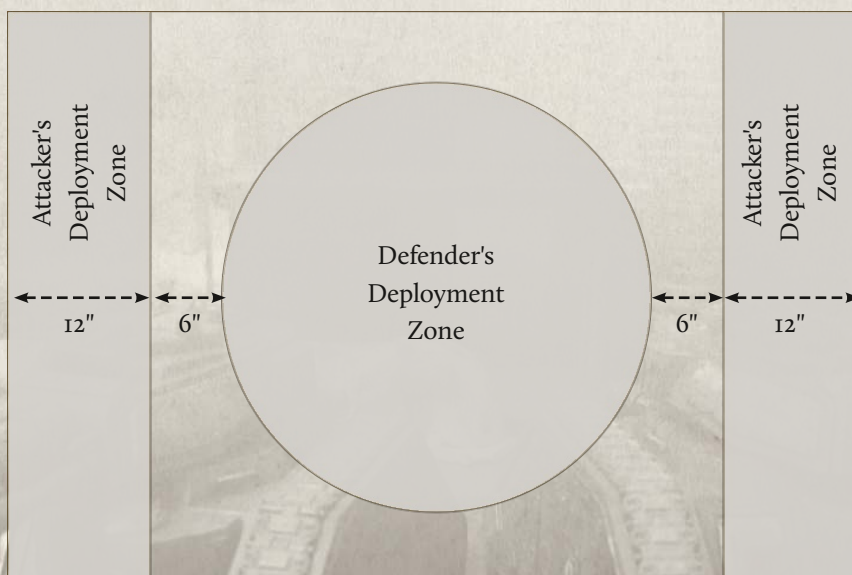 Attacker's
Deployment
Zone
12"
6"
Defender's
Deployment
Zone
6"
Attacker's
Deployment
Zone
12"